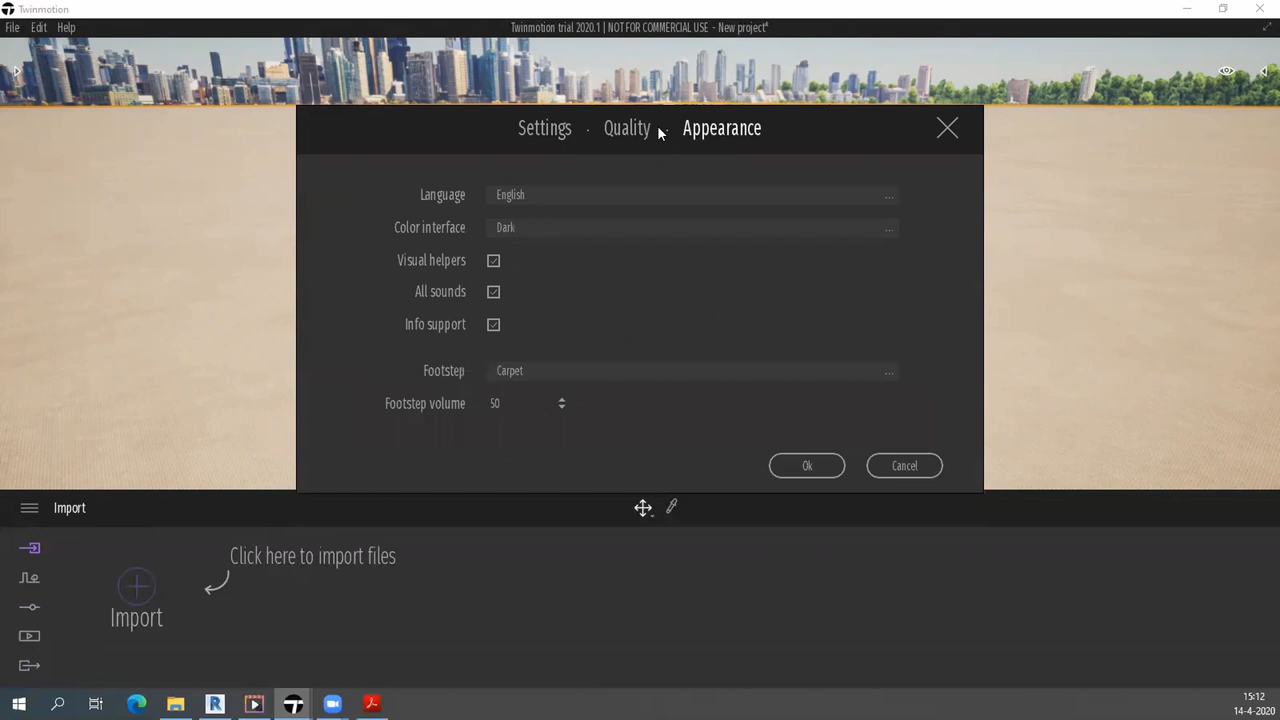 Twinmotion
File Edit Help
Twinmotion trial 2020.1 | NOT FOR COMMERCIAL USE - New project*
Settings · Quality · Appearance
Language English ...
Color interface Dark ...
Visual helpers
All sounds
Info support
Footstep Carpet ...
Footstep volume 50
Ok Cancel
Import
Click here to import files
Import
15:12
14-4-2020